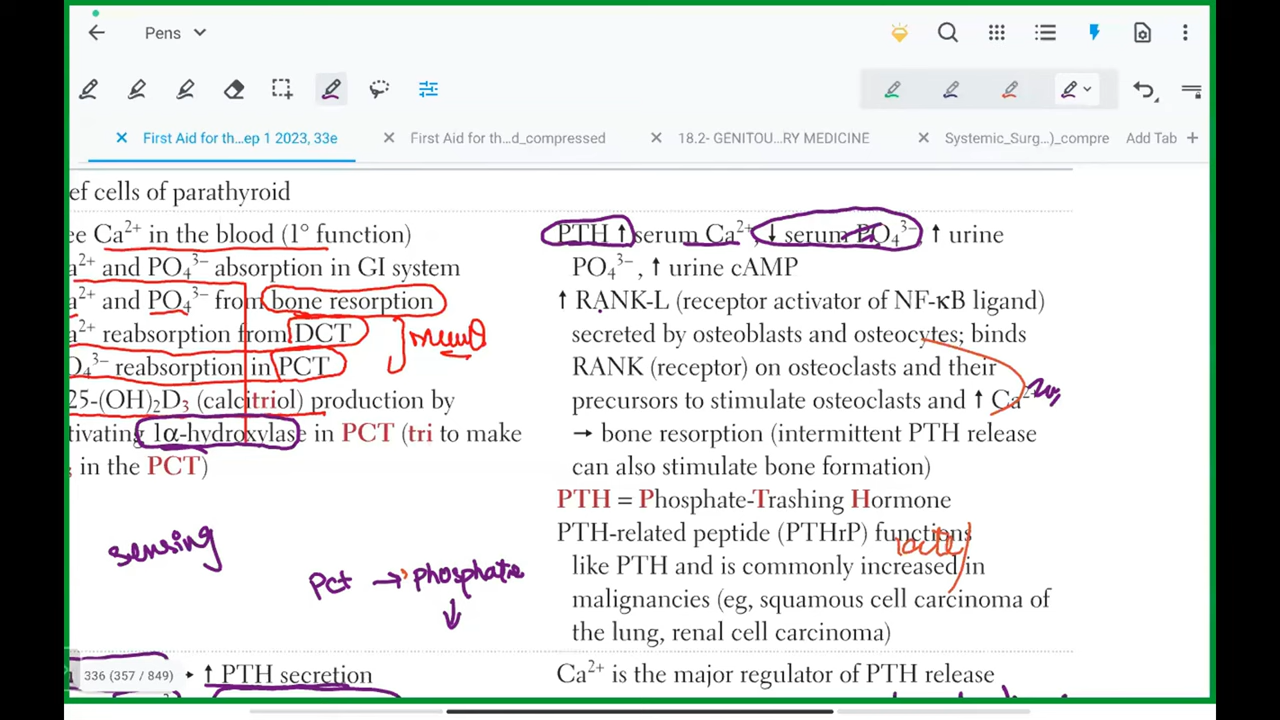 Pens
First Aid for th...ep 1 2023, 33e
First Aid for th...d_compressed
18.2- GENITOU...RY MEDICINE
Systemic_Surg...)_compre
Add Tab
ef cells of parathyroid
ee Ca²⁺ in the blood (1° function)
a²⁺ and PO₄³⁻ absorption in GI system
a²⁺ and PO₄³⁻ from bone resorption
a²⁺ reabsorption from DCT
O₄³⁻ reabsorption in PCT
25-(OH)₂D₃ (calcitriol) production by
tivating 1α-hydroxylase in PCT (tri to make
in the PCT)
sensing
Pct → phosphate
↓
PTH ↑ serum Ca²⁺, ↓ serum PO₄³⁻, ↑ urine
PO₄³⁻, ↑ urine cAMP
↑ RANK-L (receptor activator of NF-κB ligand)
secreted by osteoblasts and osteocytes; binds
RANK (receptor) on osteoclasts and their
precursors to stimulate osteoclasts and ↑ Ca²⁺
→ bone resorption (intermittent PTH release
can also stimulate bone formation)
PTH = Phosphate-Trashing Hormone
PTH-related peptide (PTHrP) functions
like PTH and is commonly increased in
malignancies (eg, squamous cell carcinoma of
the lung, renal cell carcinoma)
336 (357 / 849)
▸ ↑ PTH secretion
Ca²⁺ is the major regulator of PTH release